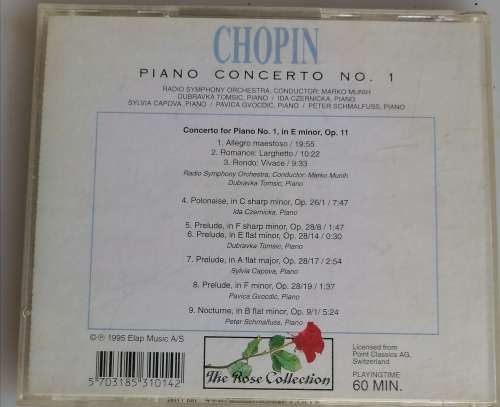 CHOPIN
PIANO CONCERTO NO. 1
RADIO SYMPHONY ORCHESTRA, CONDUCTOR: MARKO MUNIH
DUBRAVKA TOMSIC, PIANO / IDA CZERNICKA, PIANO
SYLVIA CAPOVA, PIANO / PAVICA GVOCDIC, PIANO / PETER SCHMALFUSS, PIANO
Concerto for Piano No. 1, in E minor, Op. 11
1. Allegro maestoso / 19:55
2. Romance: Larghetto / 10:22
3. Rondo: Vivace / 9:33
Radio Symphony Orchestra, Conductor: Marko Munih
Dubravka Tomsic, Piano
4. Polonaise, in C sharp minor, Op. 26/1 / 7:47
Ida Czernicka, Piano
5. Prelude, in F sharp minor, Op. 28/8 / 1:47
6. Prelude, in E flat minor, Op. 28/14 / 0:30
Dubravka Tomsic, Piano
7. Prelude, in A flat major, Op. 28/17 / 2:54
Sylvia Capova, Piano
8. Prelude, in F minor, Op. 28/19 / 1:37
Pavica Gvocdic, Piano
9. Nocturne, in B flat minor, Op. 9/1 / 5:24
Peter Schmalfuss, Piano
© ℗ 1995 Elap Music A/S
5 703185 310142
The Rose Collection
Licensed from
Point Classics AG,
Switzerland
PLAYINGTIME
60 MIN.